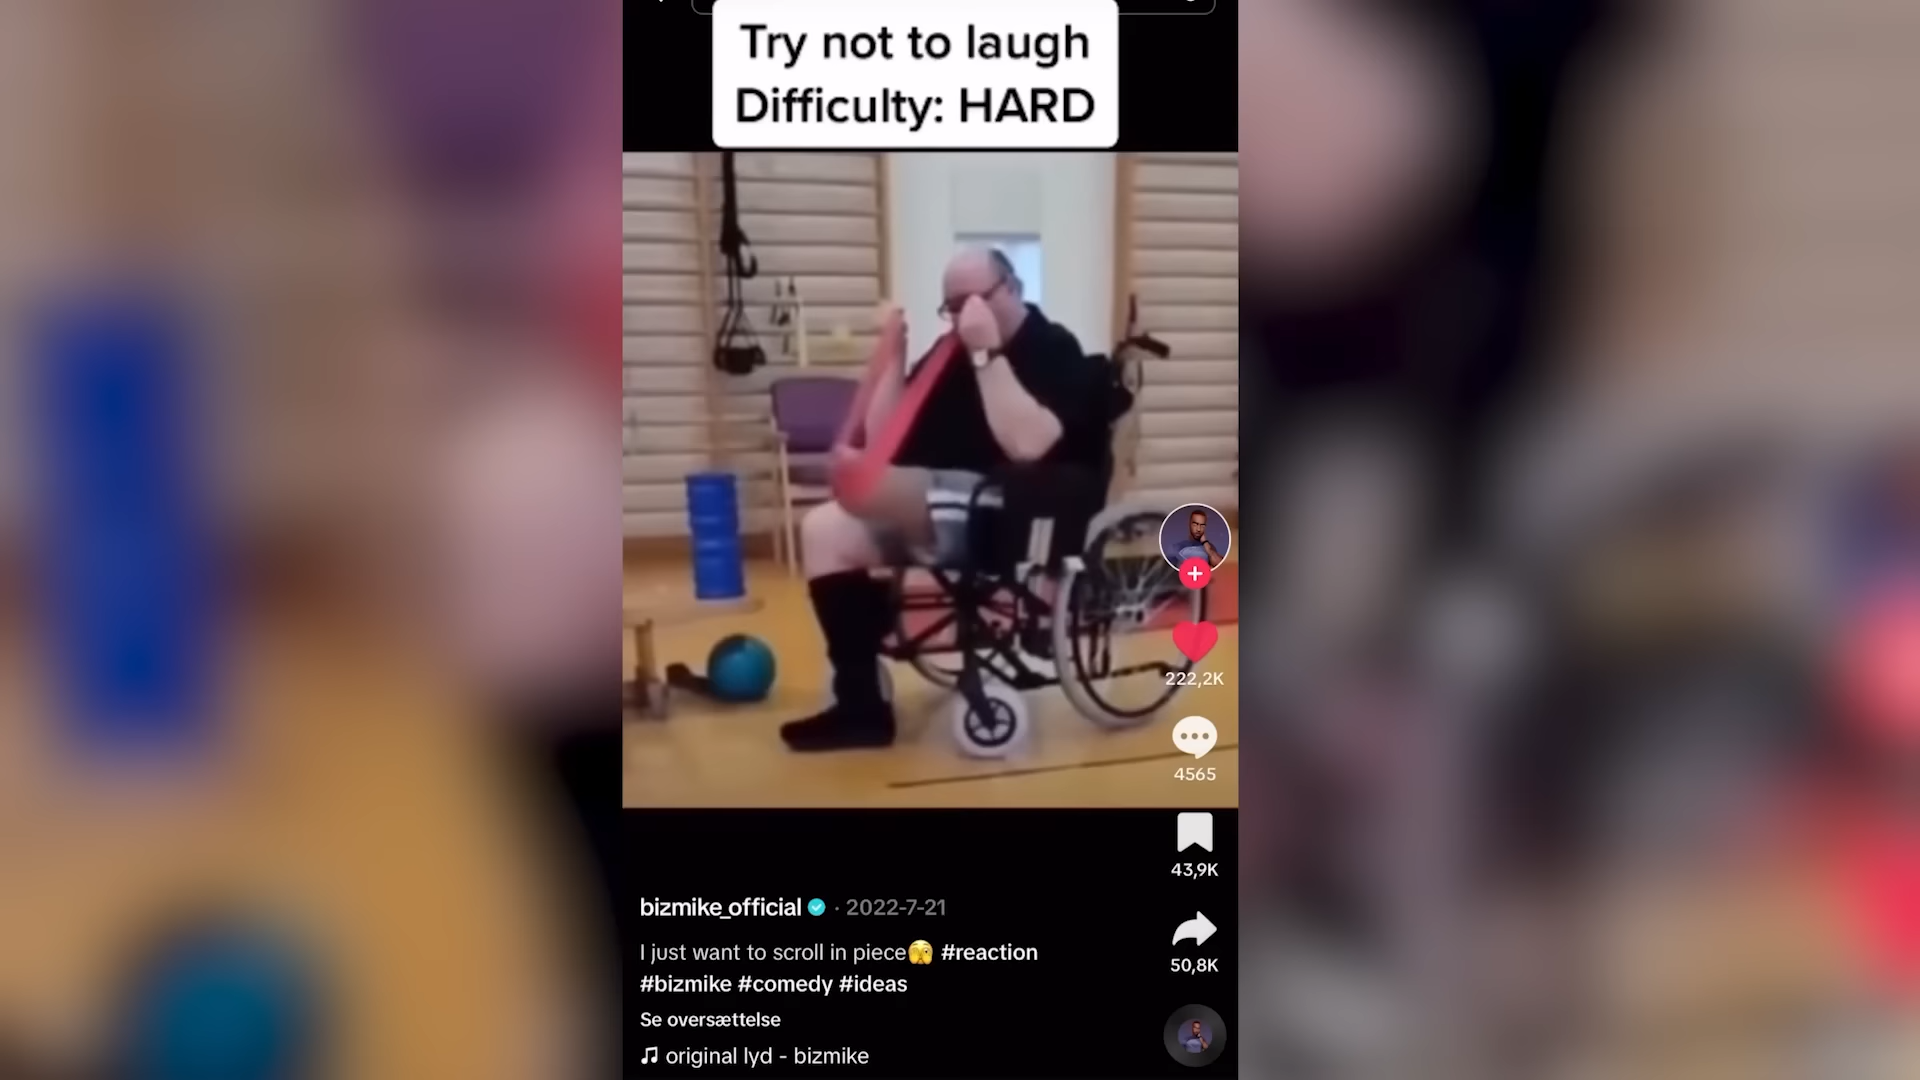 Try not to laugh
Difficulty: HARD
222,2K
4565
43,9K
50,8K
bizmike_official · 2022-7-21
I just want to scroll in piece🫣 #reaction
#bizmike #comedy #ideas
Se oversættelse
original lyd - bizmike